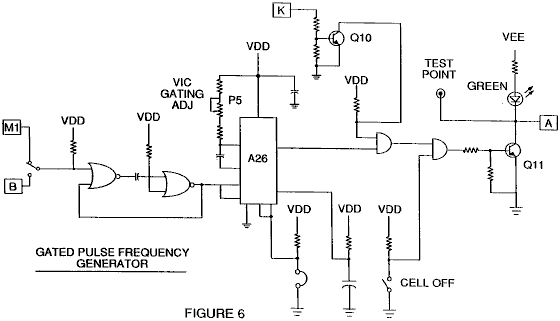 K
Q10
VDD
VEE
TEST
POINT
GREEN
VIC
GATING
ADJ
P5
VDD
M1
VDD
VDD
A
A26
Q11
B
VDD
VDD
VDD
CELL OFF
GATED PULSE FREQUENCY
GENERATOR
FIGURE 6